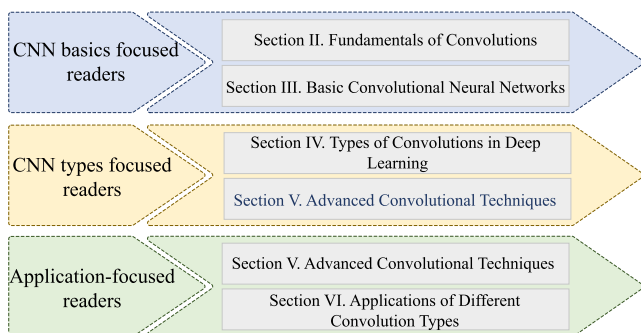 CNN basics focused
readers
Section II. Fundamentals of Convolutions
Section III. Basic Convolutional Neural Networks
CNN types focused
readers
Section IV. Types of Convolutions in Deep
Learning
Section V. Advanced Convolutional Techniques
Application-focused
readers
Section V. Advanced Convolutional Techniques
Section VI. Applications of Different
Convolution Types